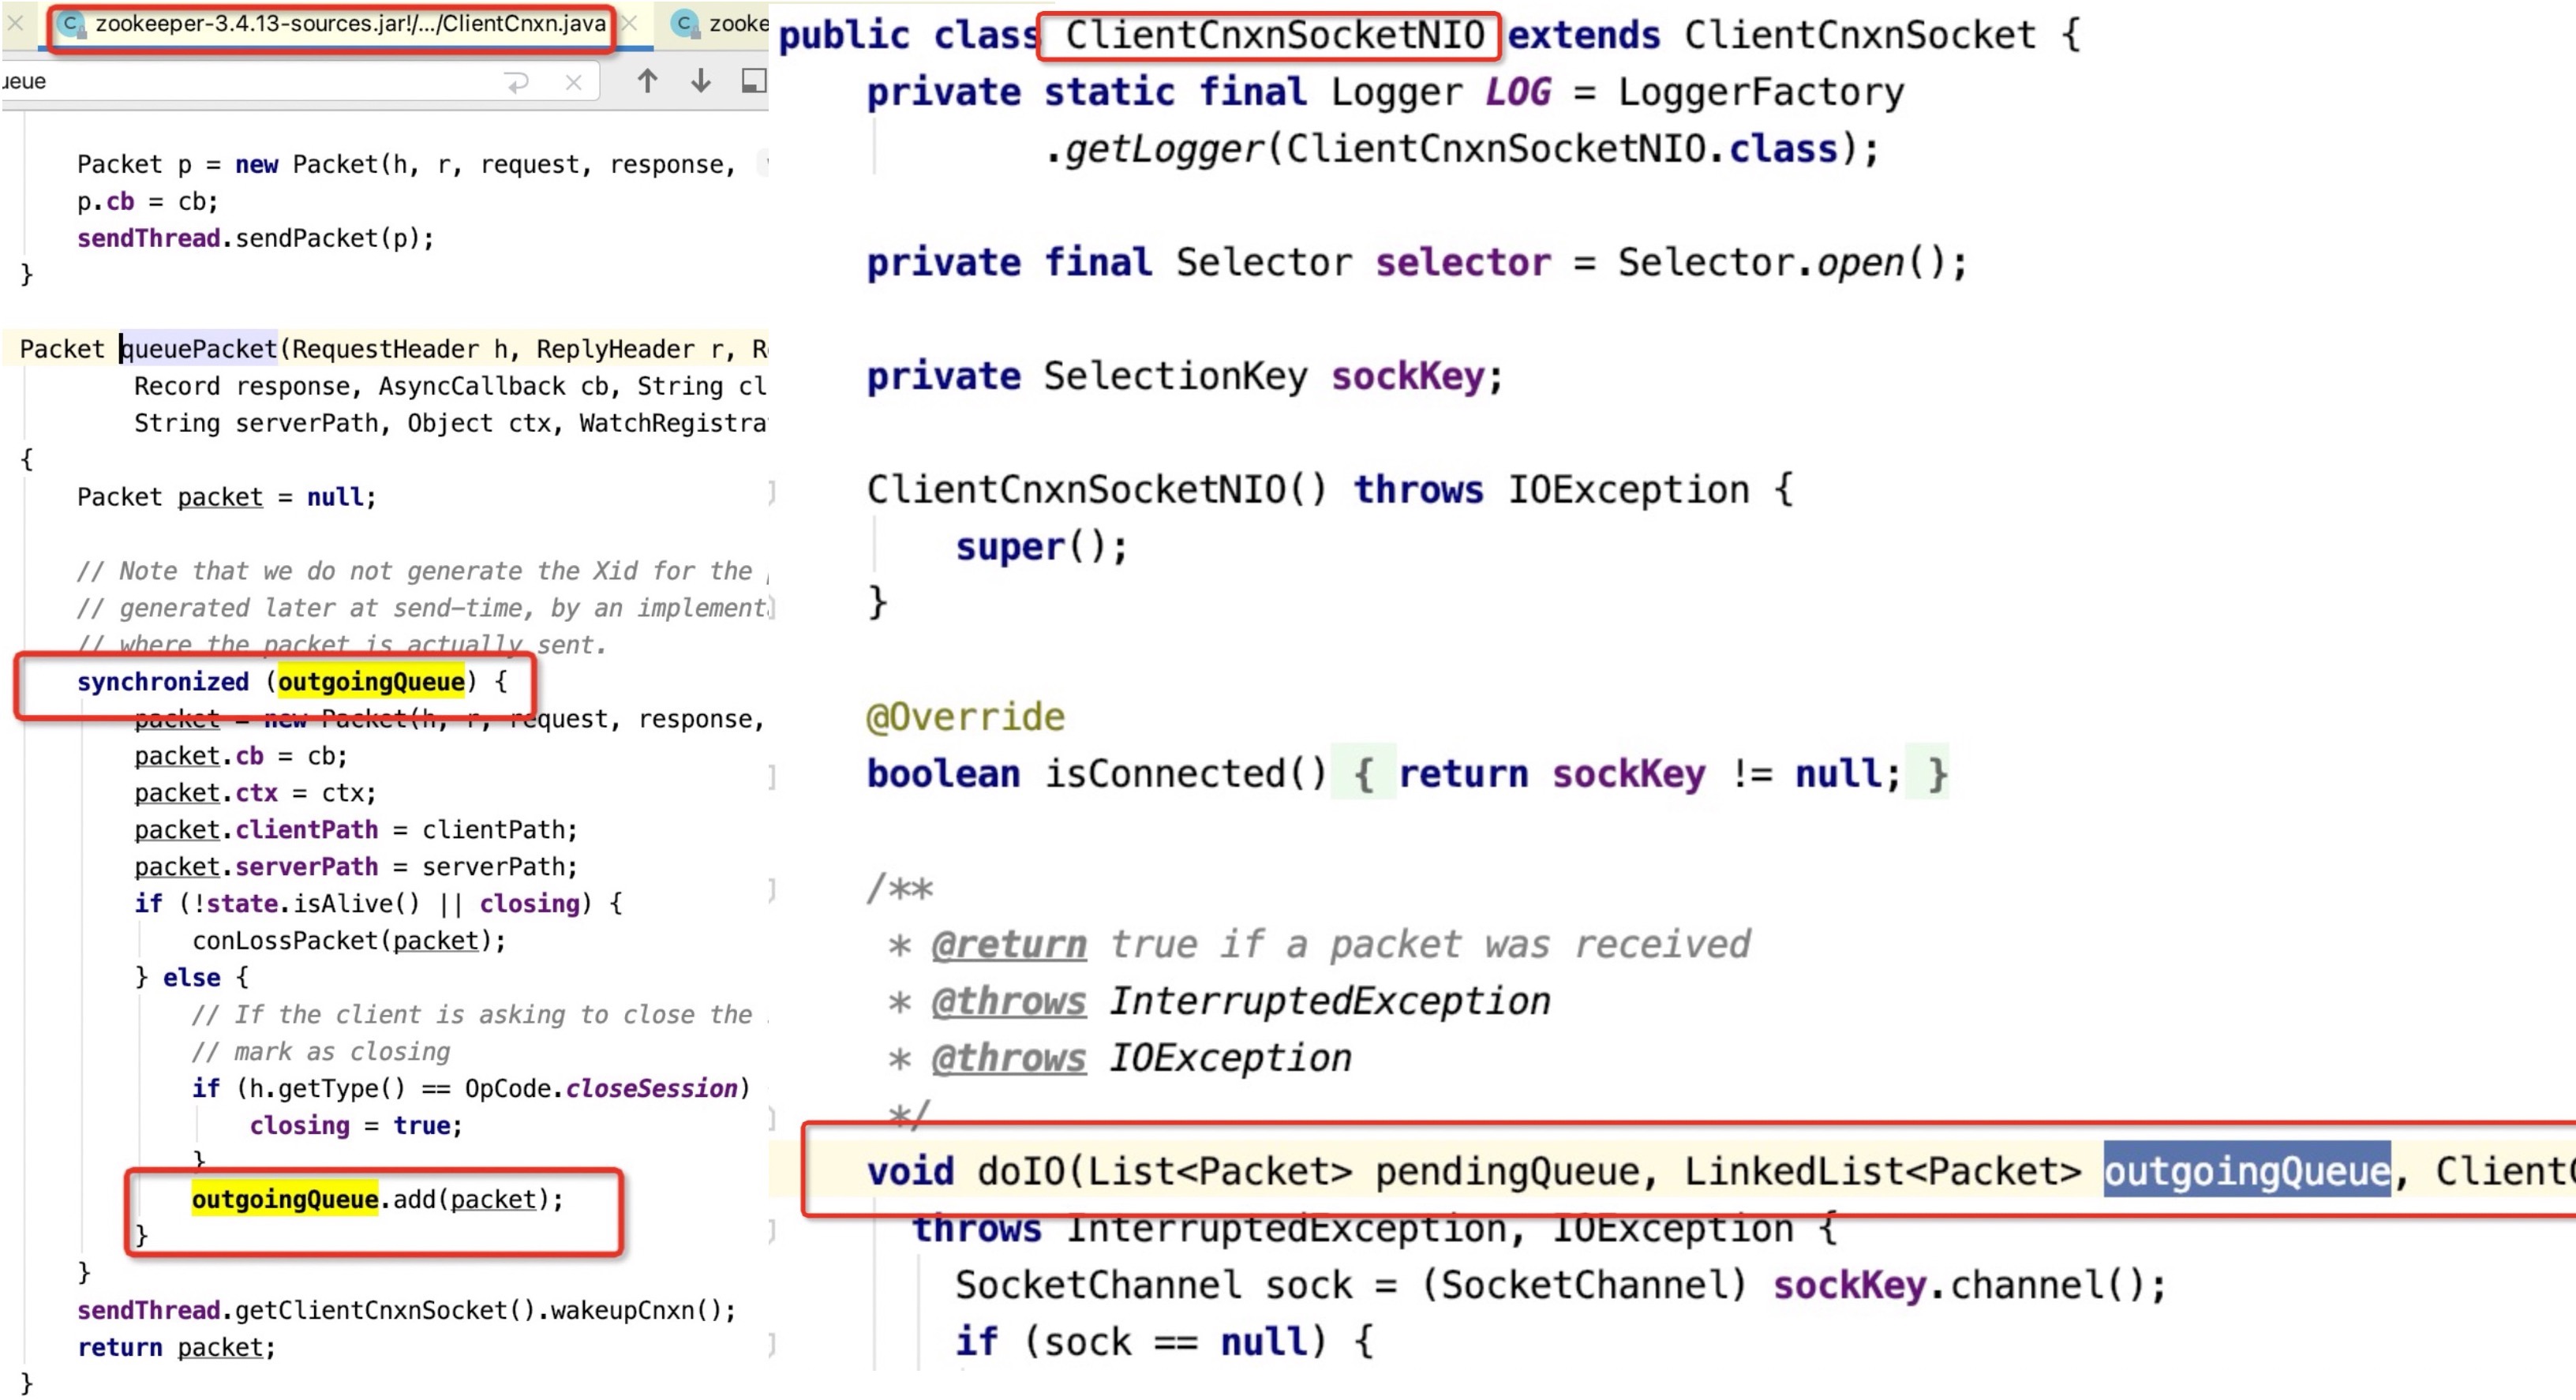 zookeeper-3.4.13-sources.jar!/.../ClientCnxn.java
zooke
ueue
Packet p = new Packet(h, r, request, response,
p.cb = cb;
sendThread.sendPacket(p);
}
Packet queuePacket(RequestHeader h, ReplyHeader r, R
Record response, AsyncCallback cb, String cl
String serverPath, Object ctx, WatchRegistra
{
Packet packet = null;
// Note that we do not generate the Xid for the
// generated later at send-time, by an implement
// where the packet is actually sent.
synchronized (outgoingQueue) {
packet = new Packet(h, r, request, response,
packet.cb = cb;
packet.ctx = ctx;
packet.clientPath = clientPath;
packet.serverPath = serverPath;
if (!state.isAlive() || closing) {
conLossPacket(packet);
} else {
// If the client is asking to close the
// mark as closing
if (h.getType() == OpCode.closeSession)
closing = true;
}
outgoingQueue.add(packet);
}
}
sendThread.getClientCnxnSocket().wakeupCnxn();
return packet;
}
public class ClientCnxnSocketNIO extends ClientCnxnSocket {
private static final Logger LOG = LoggerFactory
.getLogger(ClientCnxnSocketNIO.class);
private final Selector selector = Selector.open();
private SelectionKey sockKey;
ClientCnxnSocketNIO() throws IOException {
super();
}
@Override
boolean isConnected() { return sockKey != null; }
/**
* @return true if a packet was received
* @throws InterruptedException
* @throws IOException
*/
void doIO(List<Packet> pendingQueue, LinkedList<Packet> outgoingQueue, ClientC
throws InterruptedException, IOException {
SocketChannel sock = (SocketChannel) sockKey.channel();
if (sock == null) {